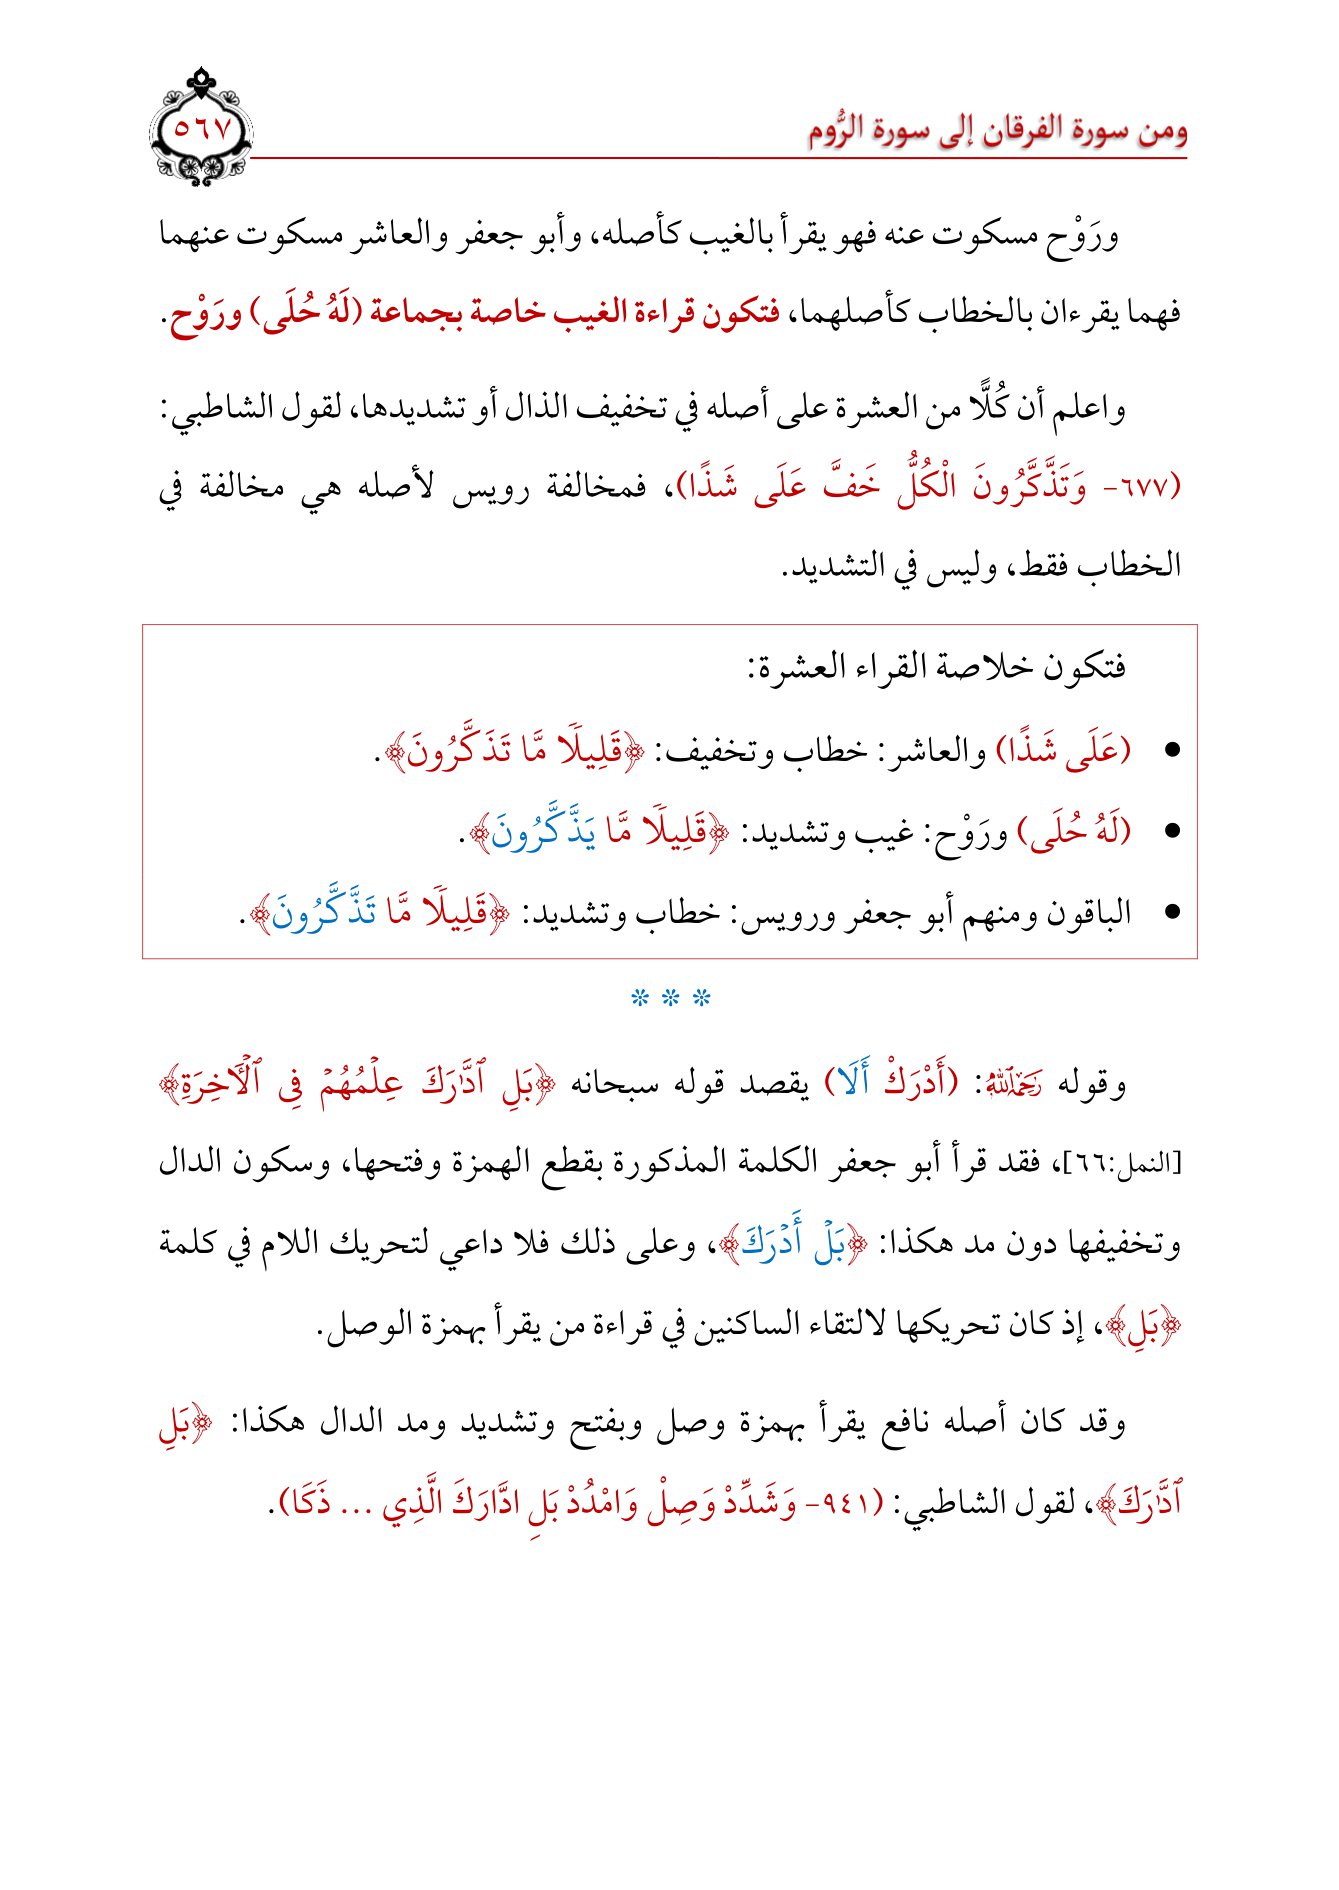 ومن سورة الفرقان إلى سورة الرُّوم
٥٦٧
ورَوْح مسكوت عنه فهو يقرأ بالغيب كأصله، وأبو جعفر والعاشر مسكوت عنهما
فهما يقرءان بالخطاب كأصلهما، فتكون قراءة الغيب خاصة بجماعة (لَهُ حُلَى) ورَوْح.
واعلم أن كُلًّا من العشرة على أصله في تخفيف الذال أو تشديدها، لقول الشاطبي:
(٦٧٧- وَتَذَّكَّرُونَ الْكُلُّ خَفَّ عَلَى شَذًا)، فمخالفة رويس لأصله هي مخالفة في
الخطاب فقط، وليس في التشديد.
فتكون خلاصة القراء العشرة:
• (عَلَى شَذًا) والعاشر: خطاب وتخفيف: ﴿قَلِيلٗا مَّا تَذَكَّرُونَ﴾.
• (لَهُ حُلَى) ورَوْح: غيب وتشديد: ﴿قَلِيلٗا مَّا يَذَّكَّرُونَ﴾.
• الباقون ومنهم أبو جعفر ورويس: خطاب وتشديد: ﴿قَلِيلٗا مَّا تَذَّكَّرُونَ﴾.
* * *
وقوله رَحِمَهُ ٱللَّهُ: (أَدْرَكْ أَلَا) يقصد قوله سبحانه ﴿بَلِ ٱدَّٰرَكَ عِلۡمُهُمۡ فِي ٱلۡأٓخِرَةِ﴾
[النمل:٦٦]، فقد قرأ أبو جعفر الكلمة المذكورة بقطع الهمزة وفتحها، وسكون الدال
وتخفيفها دون مد هكذا: ﴿بَلۡ أَدۡرَكَ﴾، وعلى ذلك فلا داعي لتحريك اللام في كلمة
﴿بَلِ﴾، إذ كان تحريكها لالتقاء الساكنين في قراءة من يقرأ بهمزة الوصل.
وقد كان أصله نافع يقرأ بهمزة وصل وبفتح وتشديد ومد الدال هكذا: ﴿بَلِ
ٱدَّٰرَكَ﴾، لقول الشاطبي: (٩٤١- وَشَدِّدْ وَصِلْ وَامْدُدْ بَلِ ادَّارَكَ الَّذِي ... ذَكَا).